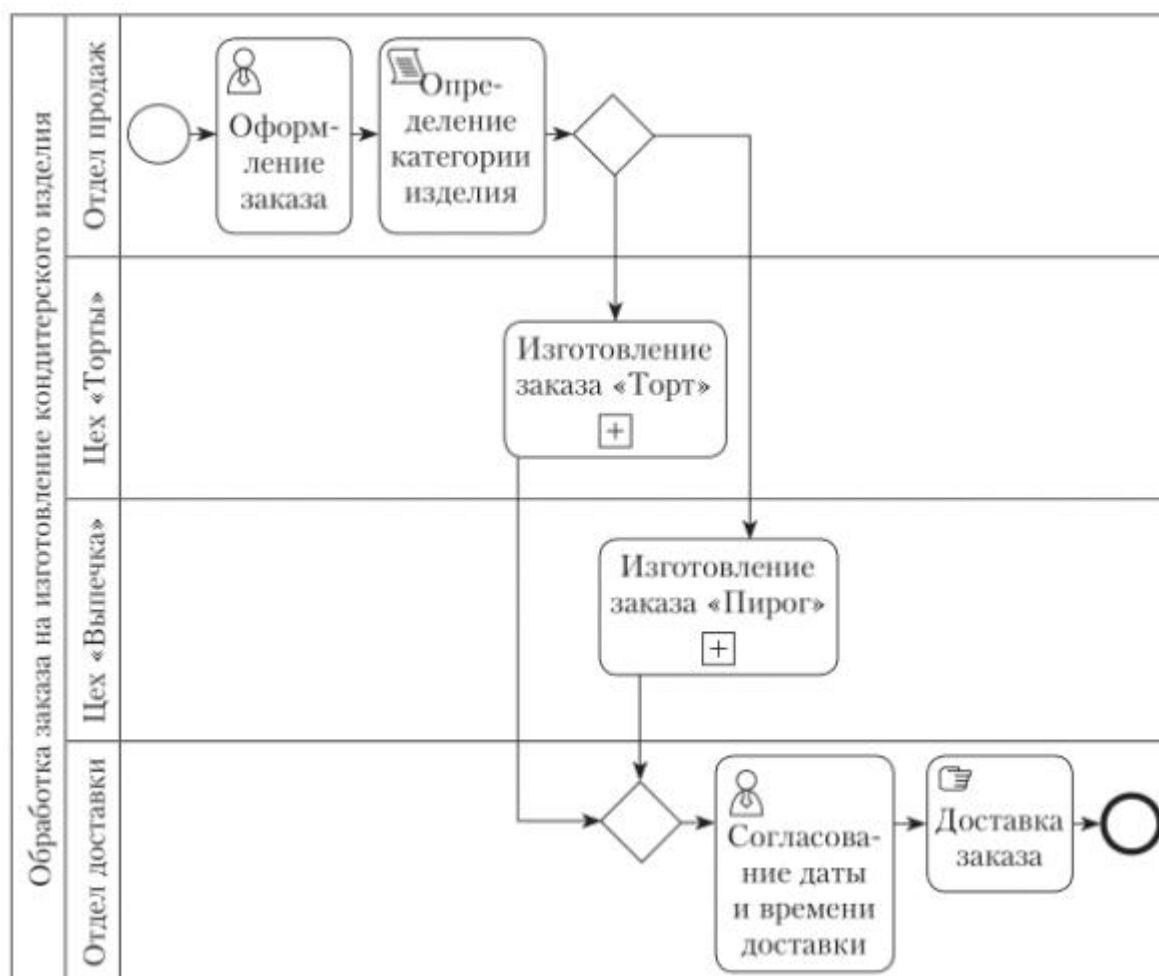 Обработка заказа на изготовление кондитерского изделия
Отдел продаж
Оформ-
ление
заказа
Опре-
деление
категории
изделия
Цех «Торты»
Изготовление
заказа «Торт»
Цех «Выпечка»
Изготовление
заказа «Пирог»
Отдел доставки
Согласова-
ние даты
и времени
доставки
Доставка
заказа